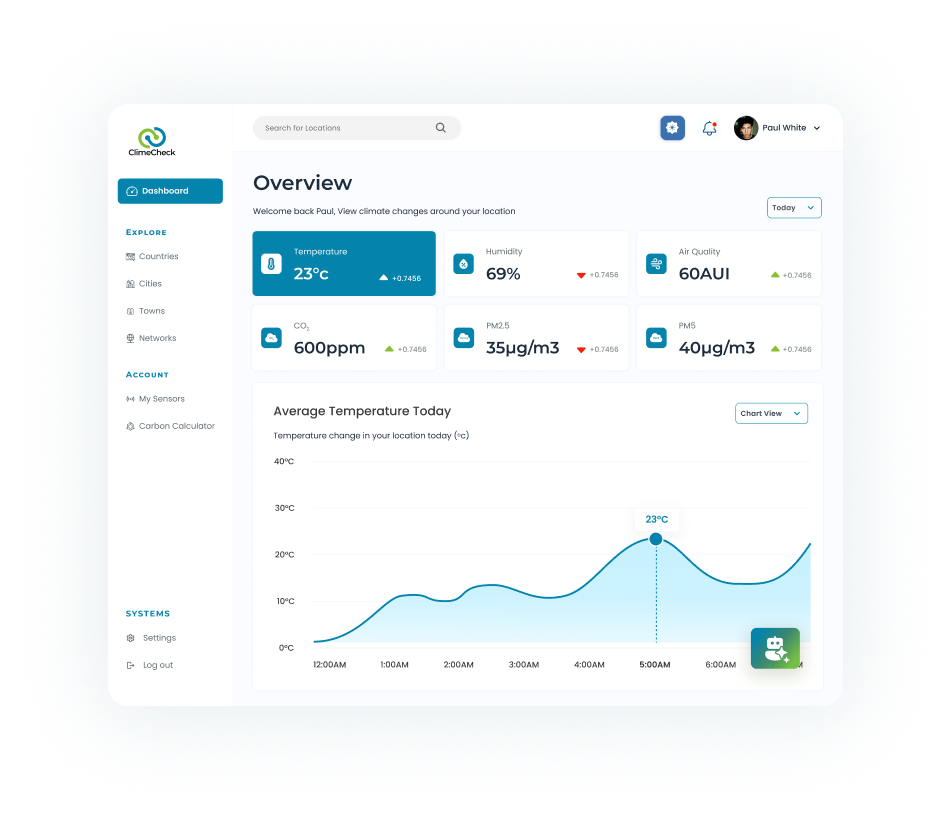 ClimeCheck
Search for Locations
Paul White
Dashboard
EXPLORE
Countries
Cities
Towns
Networks
ACCOUNT
My Sensors
Carbon Calculator
SYSTEMS
Settings
Log out
Overview
Welcome back Paul, View climate changes around your location
Today
Temperature
23°c
+0.7456
Humidity
69%
+0.7456
Air Quality
60AUI
+0.7456
CO2
600ppm
+0.7456
PM2.5
35µg/m3
+0.7456
PM5
40µg/m3
+0.7456
Average Temperature Today
Chart View
Temperature change in your location today (°c)
40°C
30°C
20°C
10°C
0°C
23°C
12:00AM 1:00AM 2:00AM 3:00AM 4:00AM 5:00AM 6:00AM